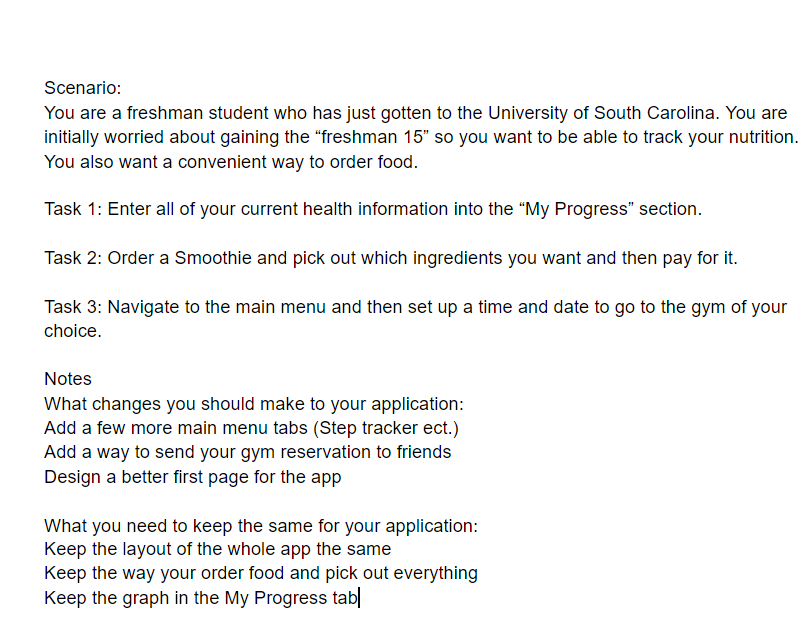 Scenario:
You are a freshman student who has just gotten to the University of South Carolina. You are
initially worried about gaining the “freshman 15” so you want to be able to track your nutrition.
You also want a convenient way to order food.
Task 1: Enter all of your current health information into the “My Progress” section.
Task 2: Order a Smoothie and pick out which ingredients you want and then pay for it.
Task 3: Navigate to the main menu and then set up a time and date to go to the gym of your
choice.
Notes
What changes you should make to your application:
Add a few more main menu tabs (Step tracker ect.)
Add a way to send your gym reservation to friends
Design a better first page for the app
What you need to keep the same for your application:
Keep the layout of the whole app the same
Keep the way your order food and pick out everything
Keep the graph in the My Progress tab